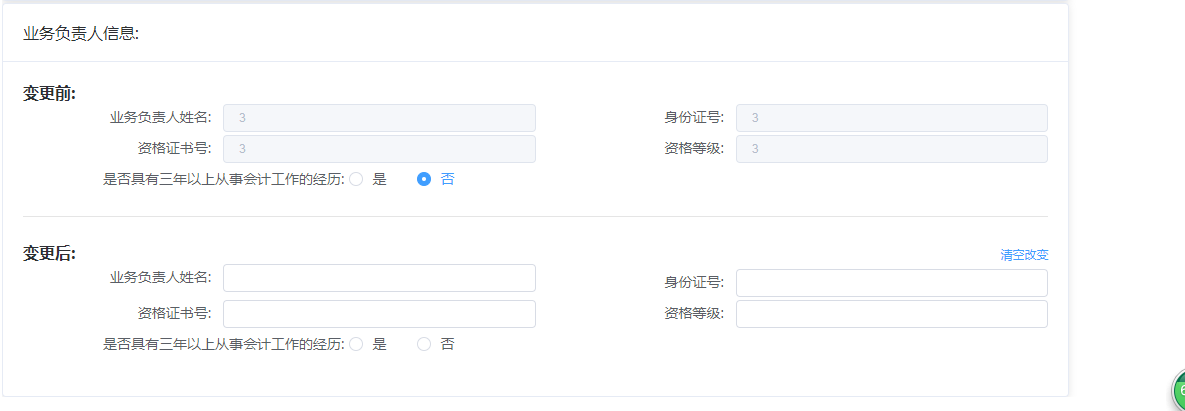 业务负责人信息:
变更前:
业务负责人姓名: 3 身份证号: 3
资格证书号: 3 资格等级: 3
是否具有三年以上从事会计工作的经历: 是 否
变更后: 清空改变
业务负责人姓名: 身份证号:
资格证书号: 资格等级:
是否具有三年以上从事会计工作的经历: 是 否